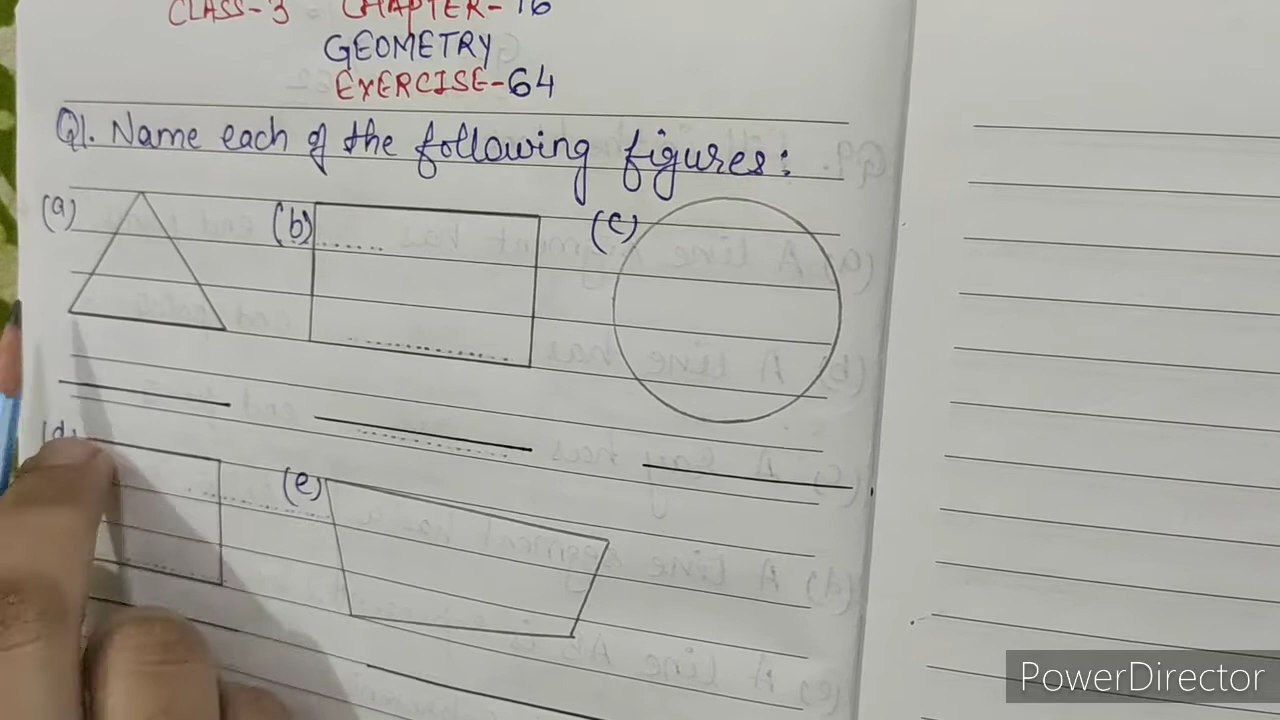 CLASS-3 CHAPTER-16
GEOMETRY
EXERCISE-64
Q1. Name each of the following figures:
(a) (b) (c)
(d) (e)
PowerDirector